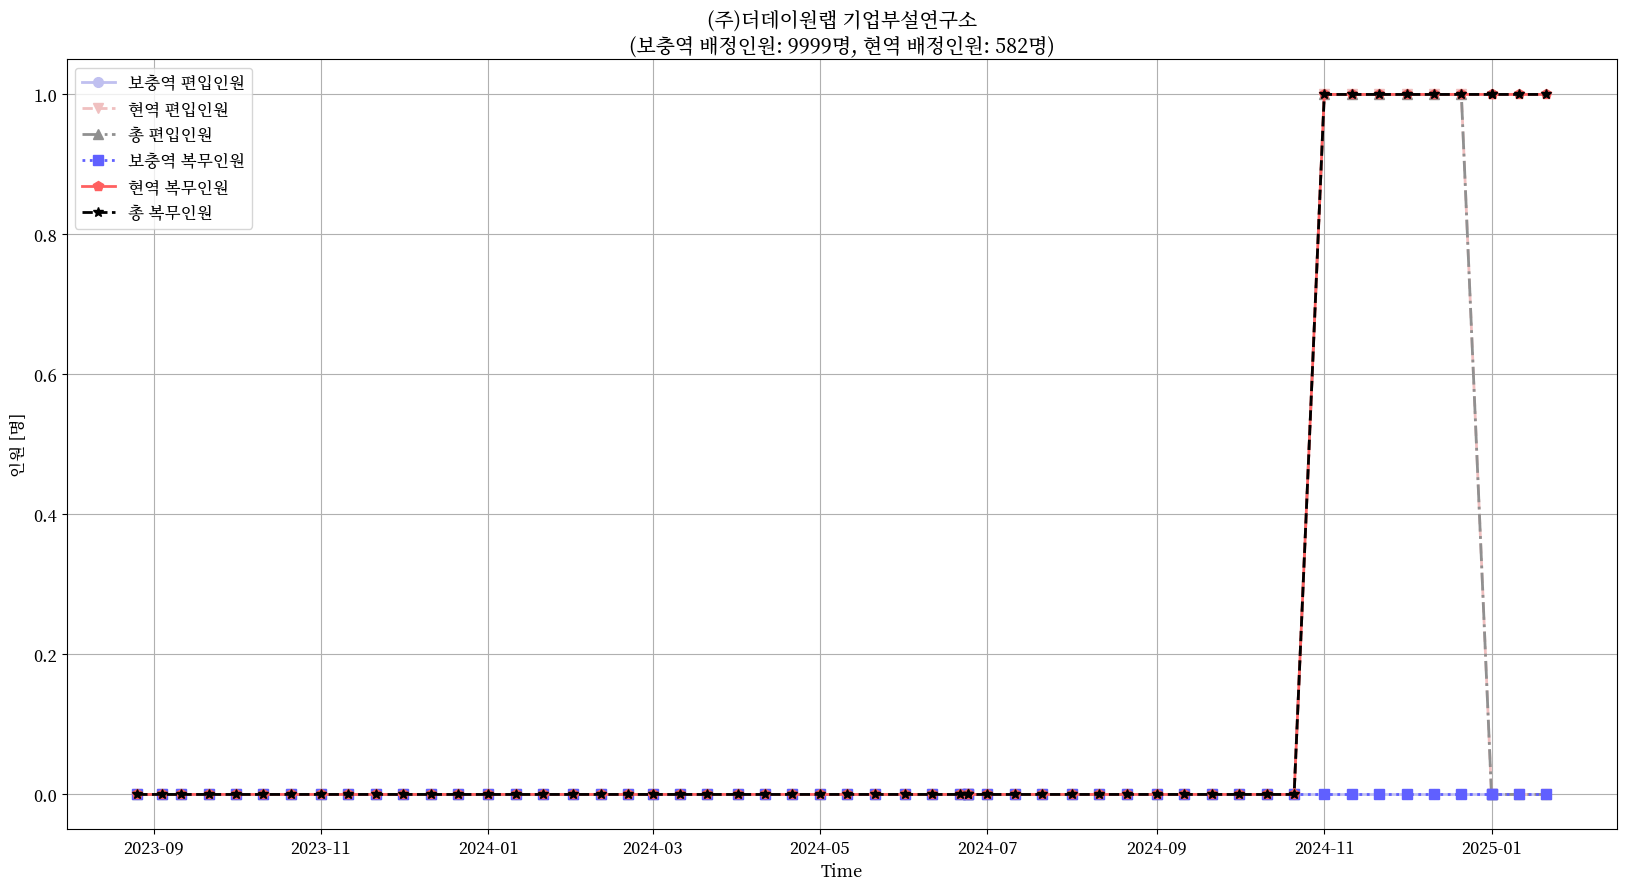 (주)더데이원랩 기업부설연구소
(보충역 배정인원: 9999명, 현역 배정인원: 582명)
보충역 편입인원
현역 편입인원
총 편입인원
보충역 복무인원
현역 복무인원
총 복무인원
1.0
0.8
0.6
0.4
0.2
0.0
인원 [명]
2023-09
2023-11
2024-01
2024-03
2024-05
2024-07
2024-09
2024-11
2025-01
Time